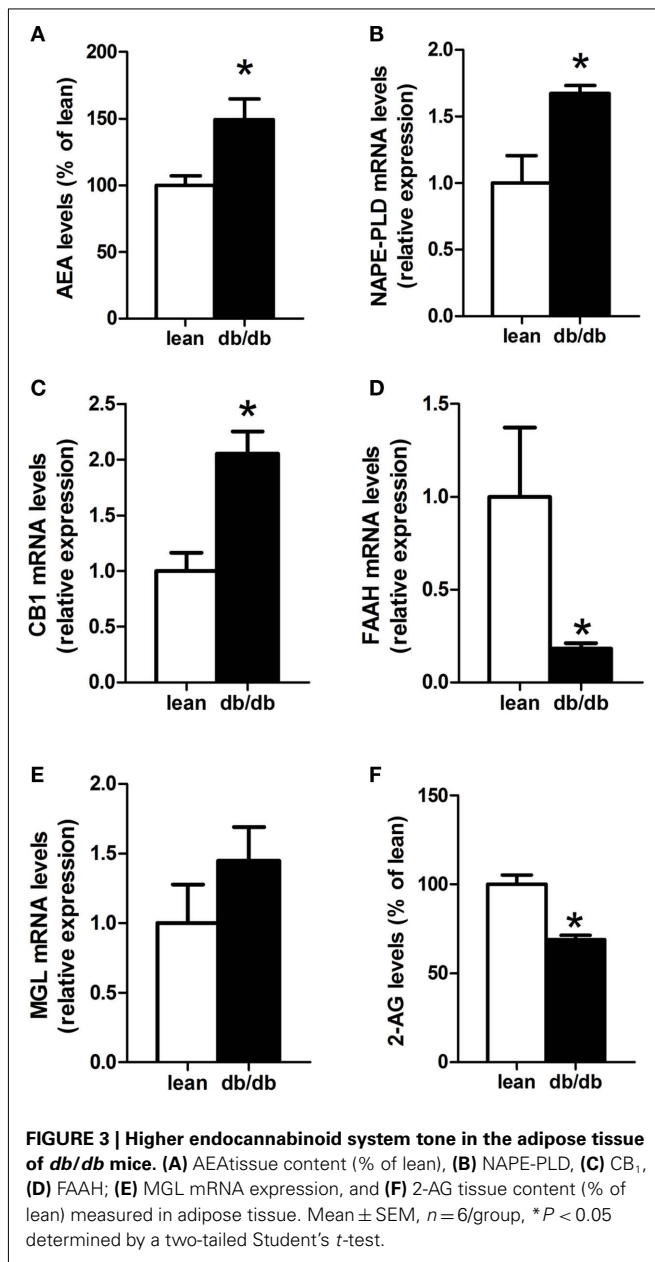 A
AEA levels (% of lean)
200
150
100
50
0
*
lean db/db
B
NAPE-PLD mRNA levels
(relative expression)
2.0
1.5
1.0
0.5
0.0
*
lean db/db
C
CB1 mRNA levels
(relative expression)
2.5
2.0
1.5
1.0
0.5
0.0
*
lean db/db
D
FAAH mRNA levels
(relative expression)
1.5
1.0
0.5
0.0
*
lean db/db
E
MGL mRNA levels
(relative expression)
2.0
1.5
1.0
0.5
0.0
lean db/db
F
2-AG levels (% of lean)
150
100
50
0
*
lean db/db
FIGURE 3 | Higher endocannabinoid system tone in the adipose tissue
of db/db mice. (A) AEAtissue content (% of lean), (B) NAPE-PLD, (C) CB₁,
(D) FAAH; (E) MGL mRNA expression, and (F) 2-AG tissue content (% of
lean) measured in adipose tissue. Mean ± SEM, n = 6/group, *P < 0.05
determined by a two-tailed Student's t-test.